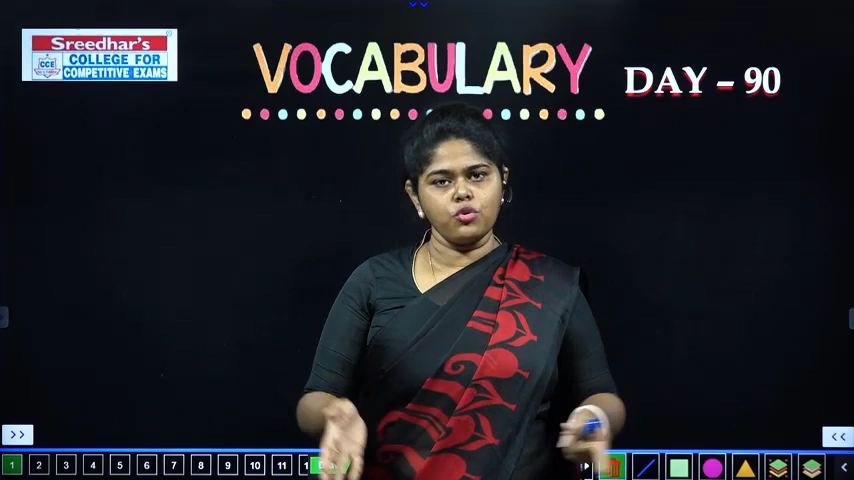 Sreedhar's
CCE
COLLEGE FOR
COMPETITIVE EXAMS
VOCABULARY
DAY – 90
>>
<<
1 2 3 4 5 6 7 8 9 10 11 1